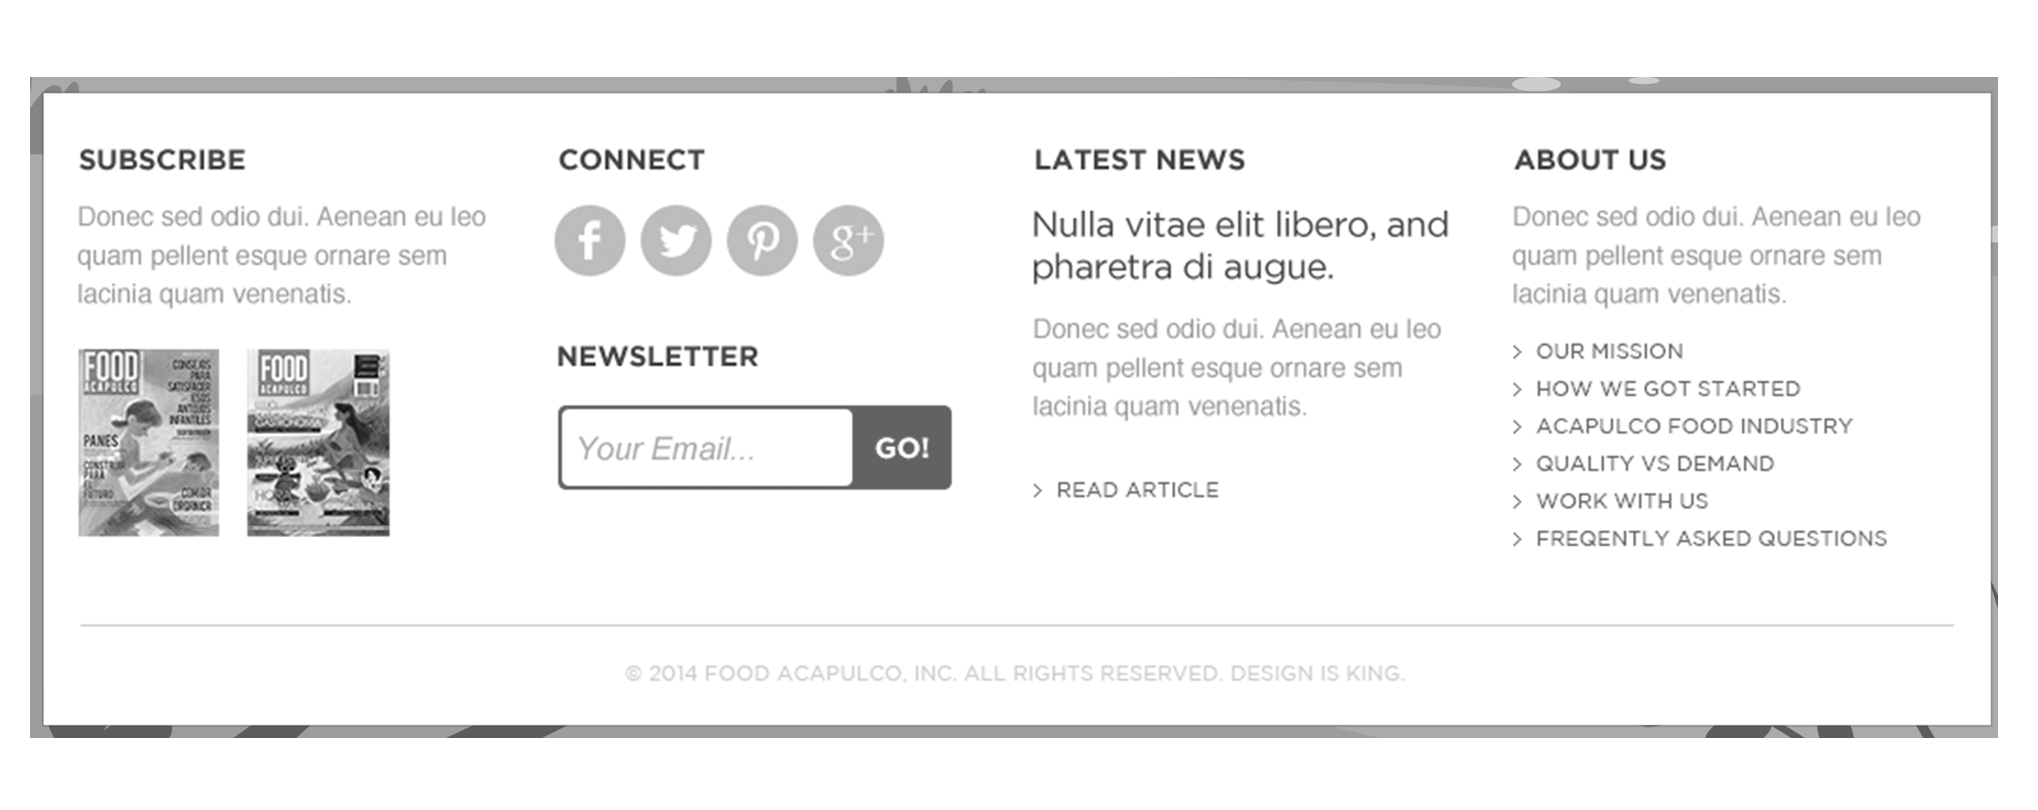 SUBSCRIBE
Donec sed odio dui. Aenean eu leo
quam pellent esque ornare sem
lacinia quam venenatis.
FOOD
ACAPULCO
CONSEJOS
PARA
SATISFACER
ESOS
ANTOJOS
INFANTILES
PANES
CONSTRUIR
PARA
EL
FUTURO
COMIDA
ORGANICA
FOOD
ACAPULCO
CONNECT
f
g+
NEWSLETTER
Your Email...
GO!
LATEST NEWS
Nulla vitae elit libero, and
pharetra di augue.
Donec sed odio dui. Aenean eu leo
quam pellent esque ornare sem
lacinia quam venenatis.
> READ ARTICLE
ABOUT US
Donec sed odio dui. Aenean eu leo
quam pellent esque ornare sem
lacinia quam venenatis.
> OUR MISSION
> HOW WE GOT STARTED
> ACAPULCO FOOD INDUSTRY
> QUALITY VS DEMAND
> WORK WITH US
> FREQENTLY ASKED QUESTIONS
© 2014 FOOD ACAPULCO, INC. ALL RIGHTS RESERVED. DESIGN IS KING.